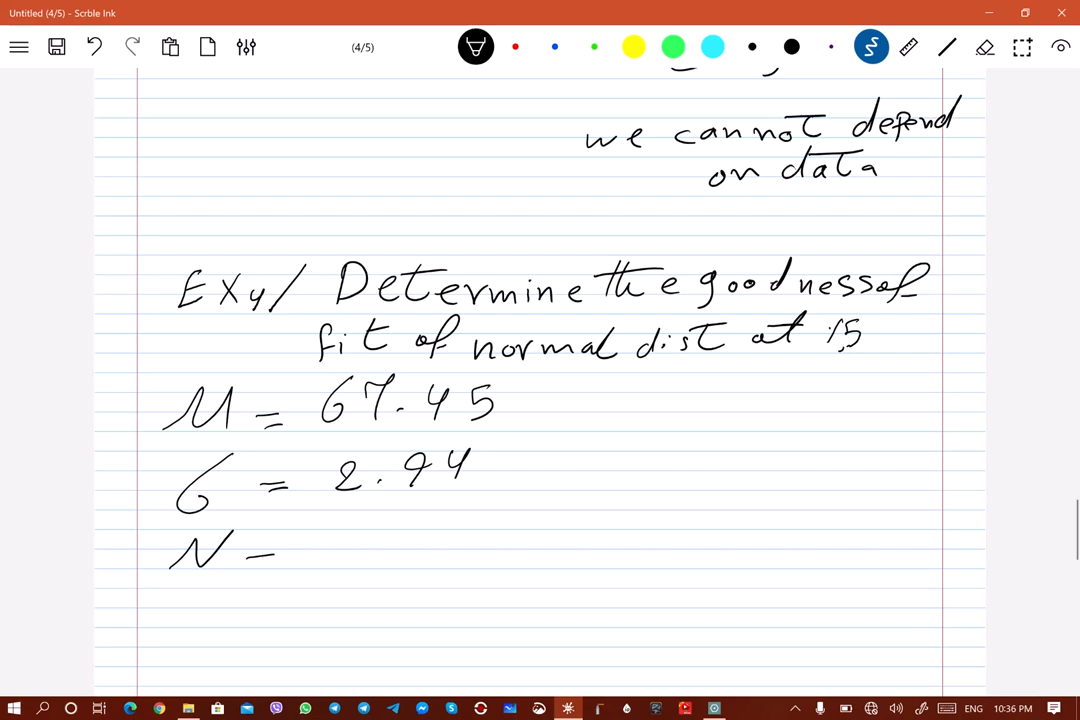 Untitled (4/5) - Scrble Ink
(4/5)
we cannot depend
on data
EX4/ Determine the goodness of
fit of normal dist at %5
M = 67.45
σ = 2.94
N =
ENG 10:36 PM